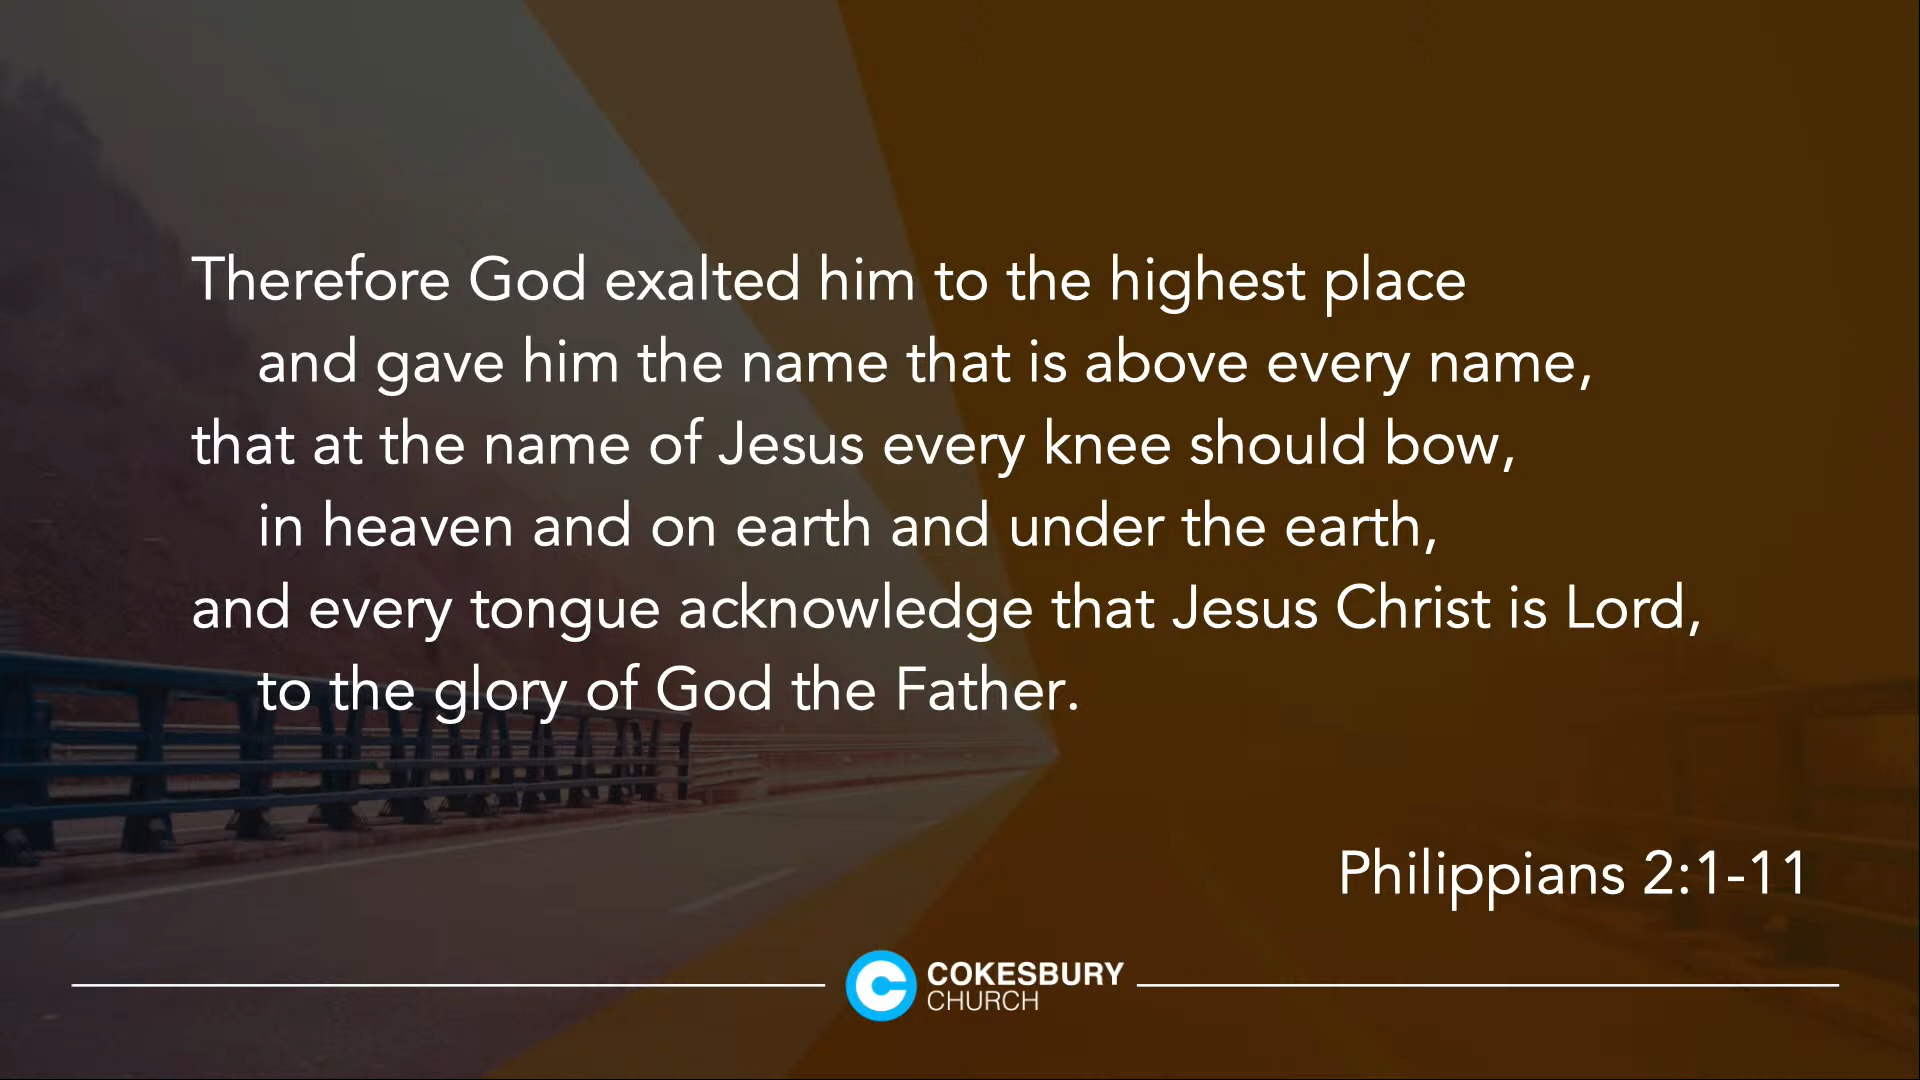 Therefore God exalted him to the highest place
and gave him the name that is above every name,
that at the name of Jesus every knee should bow,
in heaven and on earth and under the earth,
and every tongue acknowledge that Jesus Christ is Lord,
to the glory of God the Father.
Philippians 2:1-11
COKESBURY
CHURCH